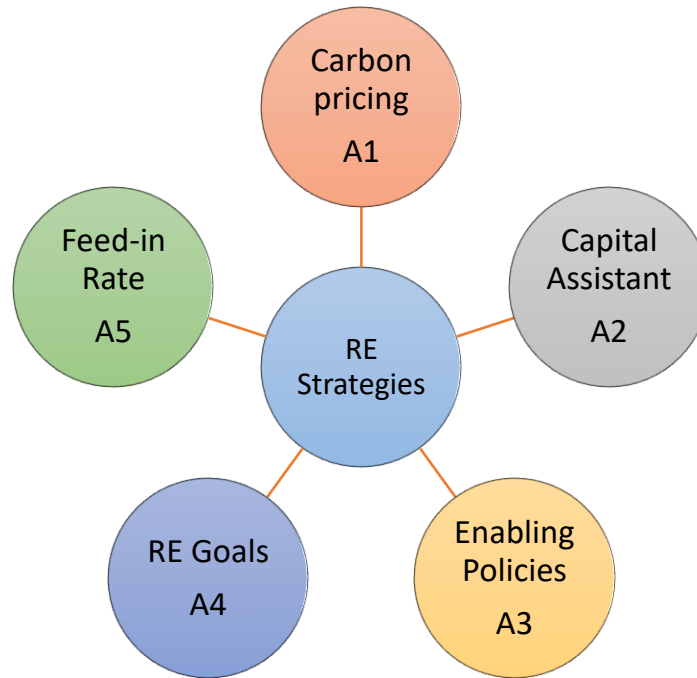 Carbon
pricing
A1
Capital
Assistant
A2
Enabling
Policies
A3
RE Goals
A4
Feed-in
Rate
A5
RE
Strategies